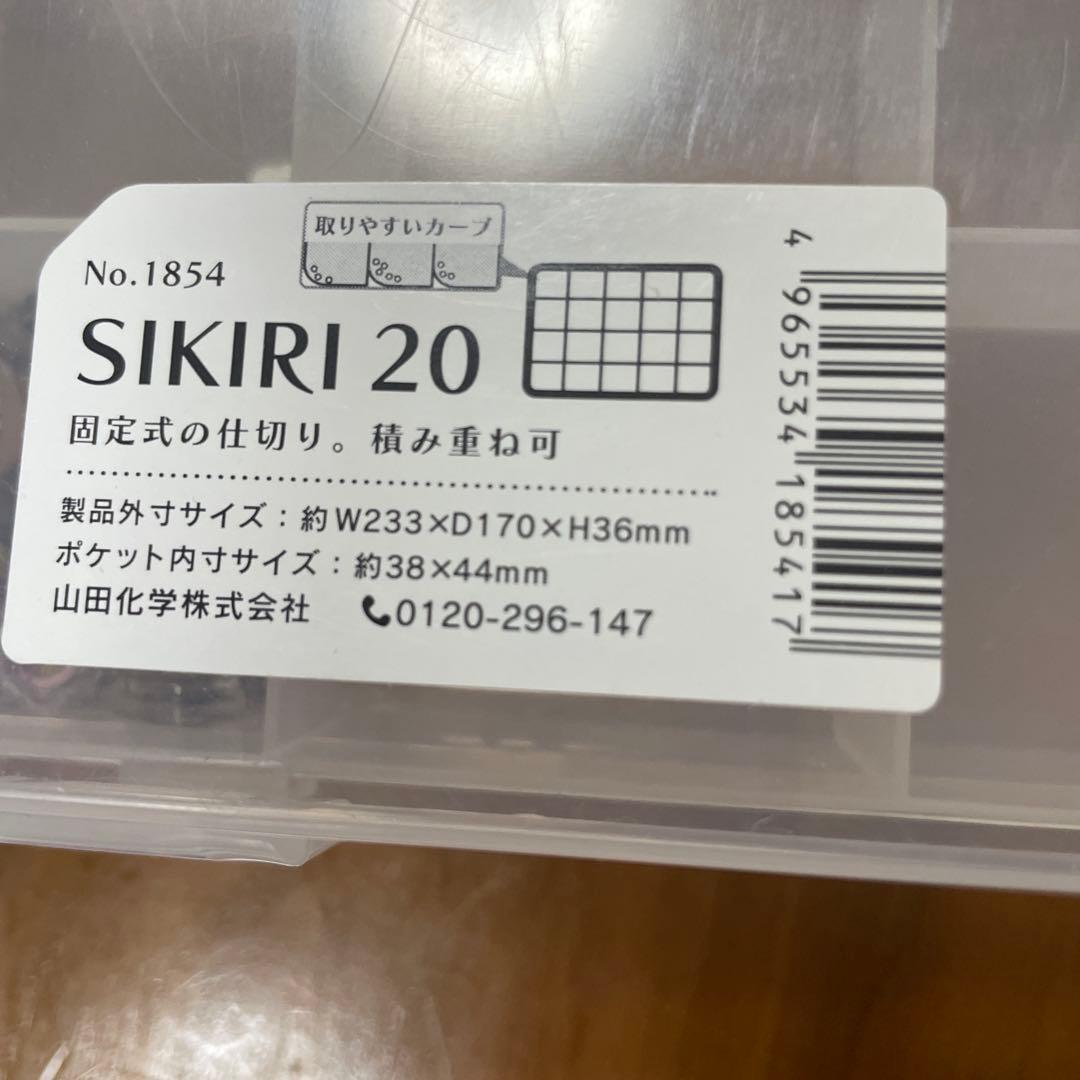 取りやすいカーブ
No.1854
SIKIRI 20
固定式の仕切り。積み重ね可
製品外寸サイズ：約W233×D170×H36mm
ポケット内寸サイズ：約38×44mm
山田化学株式会社 📞0120-296-147
4 965534 185417